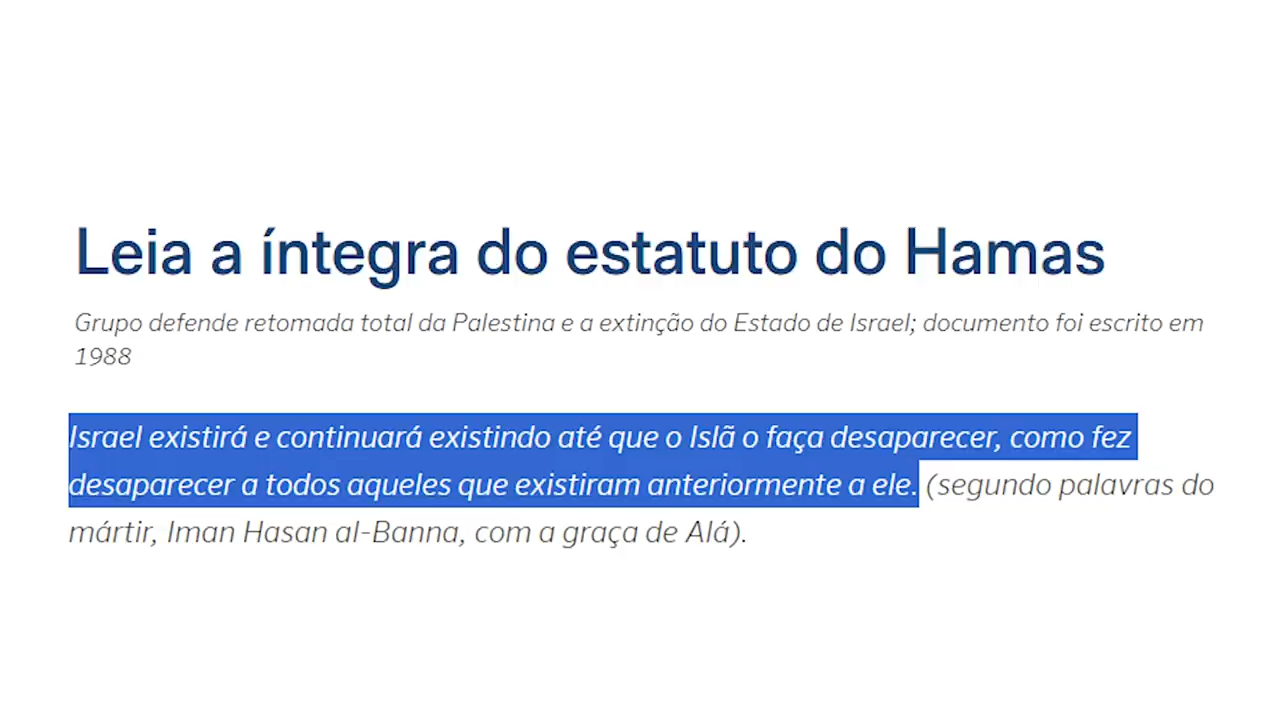 Leia a íntegra do estatuto do Hamas
Grupo defende retomada total da Palestina e a extinção do Estado de Israel; documento foi escrito em
1988
Israel existirá e continuará existindo até que o Islã o faça desaparecer, como fez
desaparecer a todos aqueles que existiram anteriormente a ele. (segundo palavras do
mártir, Iman Hasan al-Banna, com a graça de Alá).